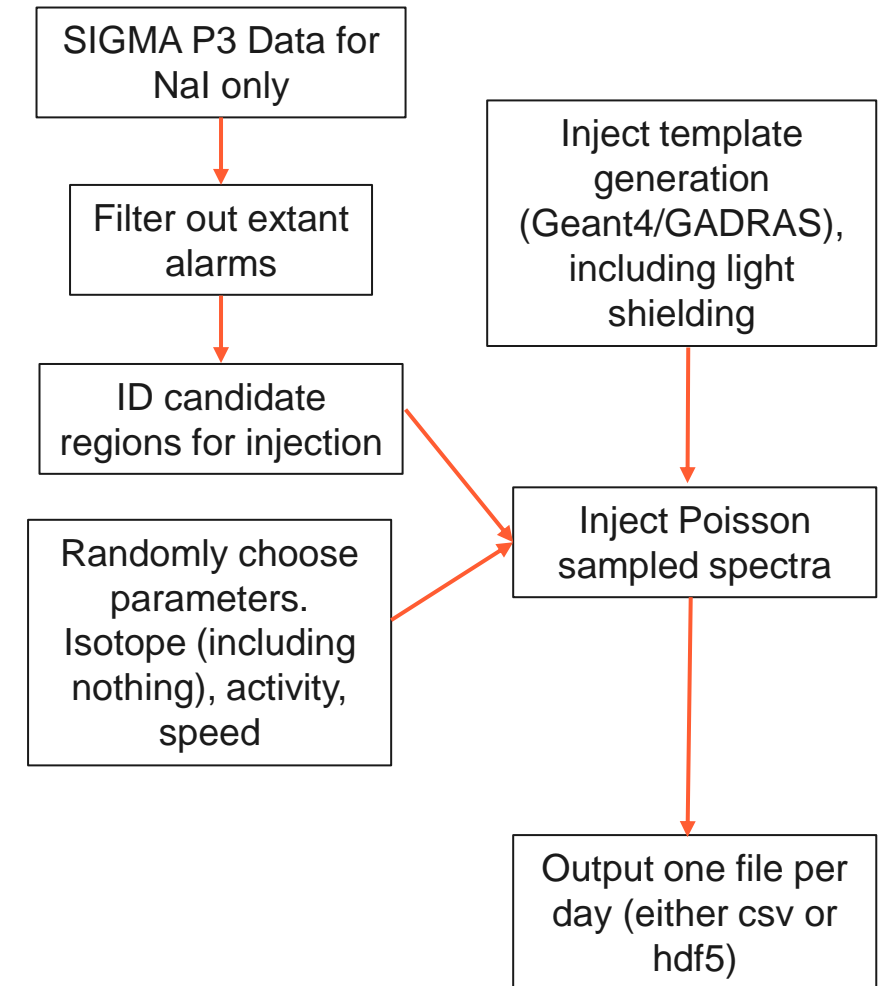 SIGMA P3 Data for
NaI only
Filter out extant
alarms
ID candidate
regions for injection
Randomly choose
parameters.
Isotope (including
nothing), activity,
speed
Inject template
generation
(Geant4/GADRAS),
including light
shielding
Inject Poisson
sampled spectra
Output one file per
day (either csv or
hdf5)